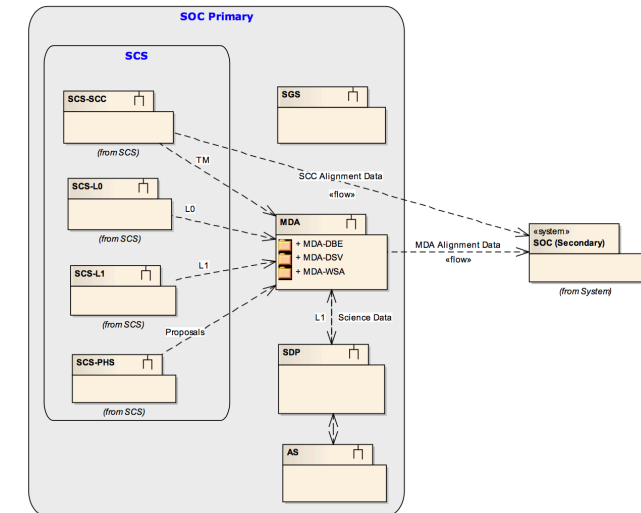 SOC Primary
SCS
SCS-SCC
(from SCS)
SGS
TM
SCC Alignment Data
«flow»
SCS-L0
(from SCS)
L0
MDA
+ MDA-DBE
+ MDA-DSV
+ MDA-WSA
MDA Alignment Data
«flow»
«system»
SOC (Secondary)
(from System)
SCS-L1
(from SCS)
L1
Proposals
L1 Science Data
SCS-PHS
(from SCS)
SDP
AS